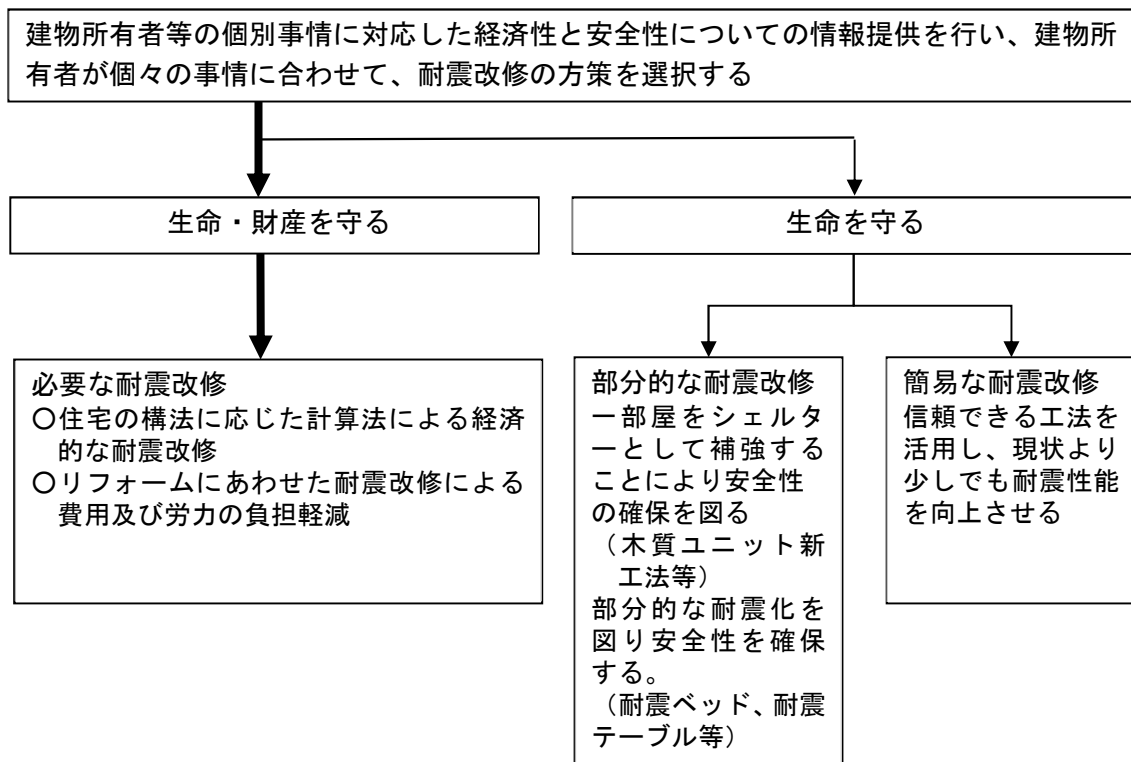 建物所有者等の個別事情に対応した経済性と安全性についての情報提供を行い、建物所
有者が個々の事情に合わせて、耐震改修の方策を選択する
生命・財産を守る
生命を守る
必要な耐震改修
○住宅の構法に応じた計算法による経済
的な耐震改修
○リフォームにあわせた耐震改修による
費用及び労力の負担軽減
部分的な耐震改修
一部屋をシェルタ
ーとして補強する
ことにより安全性
の確保を図る
（木質ユニット新
工法等）
部分的な耐震化を
図り安全性を確保
する。
（耐震ベッド、耐震
テーブル等）
簡易な耐震改修
信頼できる工法を
活用し、現状より
少しでも耐震性能
を向上させる